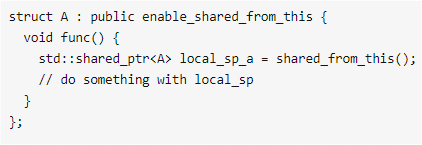 struct A : public enable_shared_from_this {
  void func() {
    std::shared_ptr<A> local_sp_a = shared_from_this();
    // do something with local_sp
  }
};